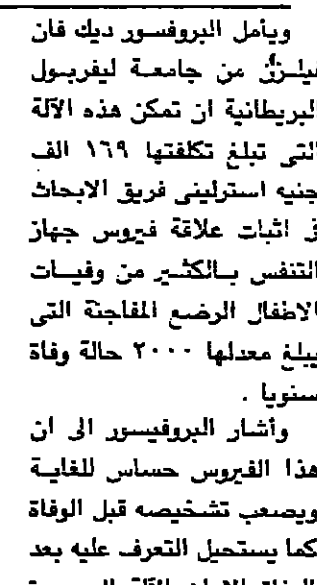 ويأمل البروفسور ديك فان
فيلزن من جامعة ليفربول
البريطانية ان تمكن هذه الآلة
التى تبلغ تكلفتها ١٦٩ الف
جنيه استرلينى فريق الابحاث
فى اثبات علاقة فيروس جهاز
التنفس بالكثير من وفيات
الاطفال الرضع المفاجئة التى
يبلغ معدلها ٢٠٠٠ حالة وفاة
سنويا .
وأشار البروفيسور الى ان
هذا الفيروس حساس للغاية
ويصعب تشخيصه قبل الوفاة
كما يستحيل التعرف عليه بعد